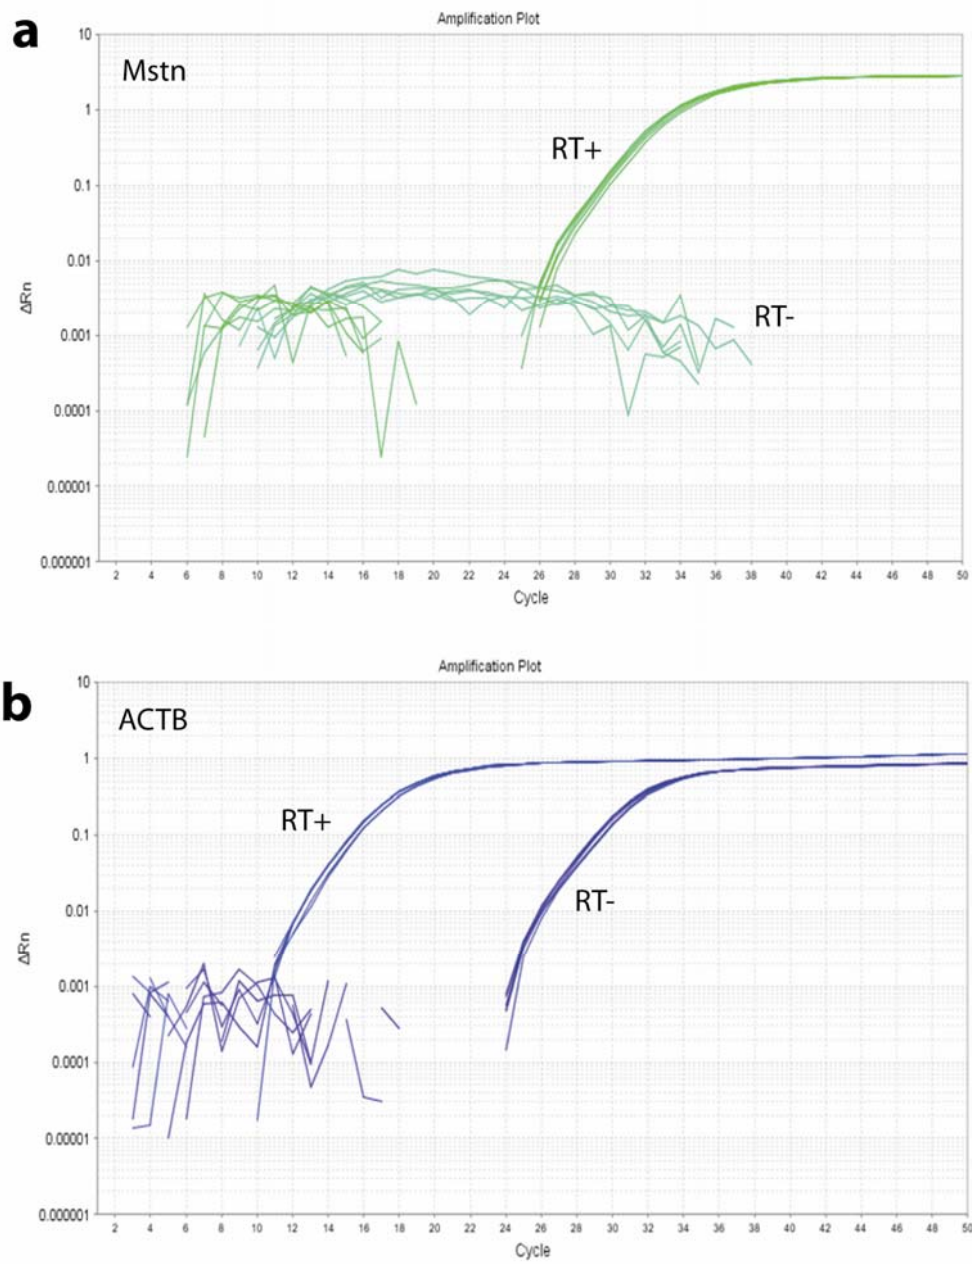 a
Amplification Plot
Mstn
RT+
RT-
ΔRn
10
1
0.1
0.01
0.001
0.0001
0.00001
0.000001
2 4 6 8 10 12 14 16 18 20 22 24 26 28 30 32 34 36 38 40 42 44 46 48 50
Cycle
b
Amplification Plot
ACTB
RT+
RT-
ΔRn
10
1
0.1
0.01
0.001
0.0001
0.00001
0.000001
2 4 6 8 10 12 14 16 18 20 22 24 26 28 30 32 34 36 38 40 42 44 46 48 50
Cycle